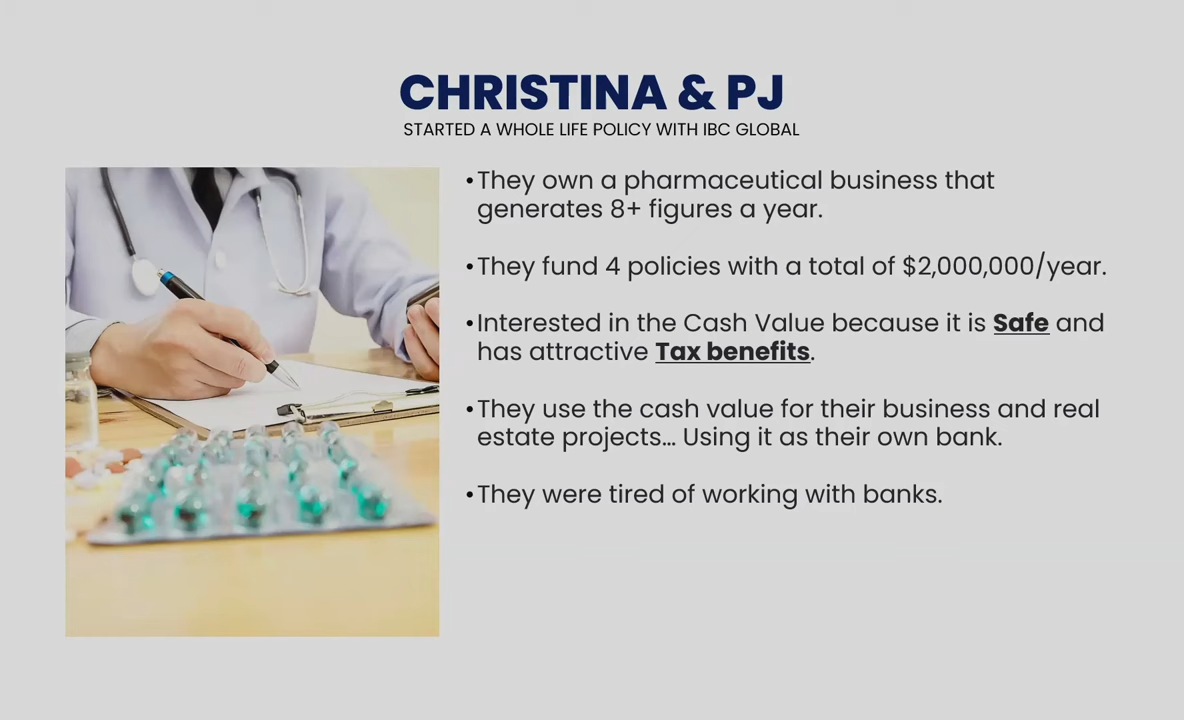 CHRISTINA & PJ
STARTED A WHOLE LIFE POLICY WITH IBC GLOBAL
•They own a pharmaceutical business that
generates 8+ figures a year.
•They fund 4 policies with a total of $2,000,000/year.
•Interested in the Cash Value because it is Safe and
has attractive Tax benefits.
•They use the cash value for their business and real
estate projects... Using it as their own bank.
•They were tired of working with banks.